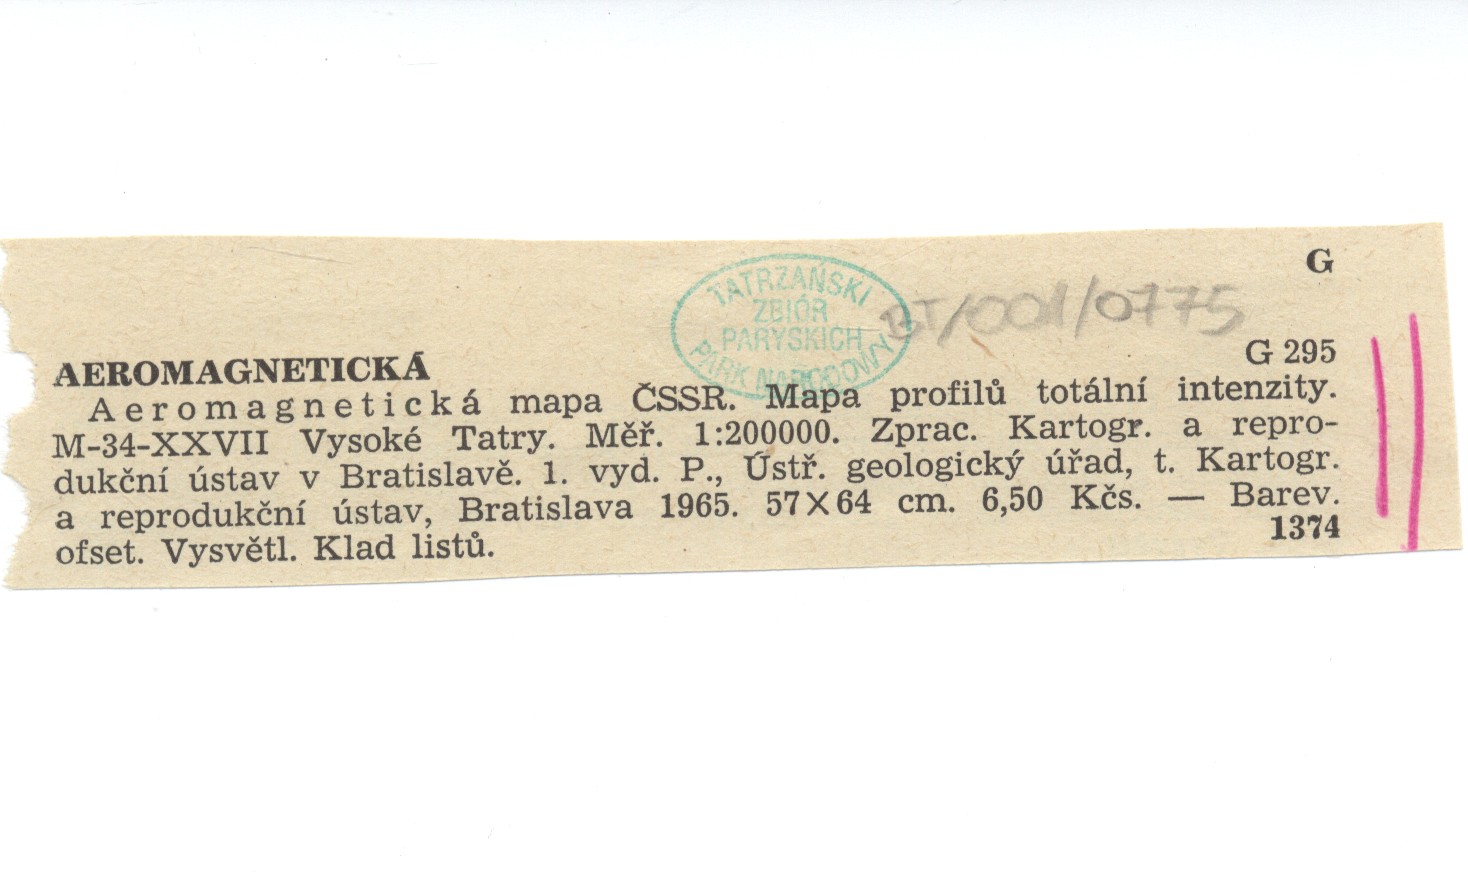 G
TATRZAŃSKI
ZBIÓR
PARYSKICH
PARK NARODOWY
BT/001/0775
G 295
AEROMAGNETICKÁ
Aeromagnetická mapa ČSSR. Mapa profilů totální intenzity.
M-34-XXVII Vysoké Tatry. Měř. 1:200000. Zprac. Kartogr. a repro-
dukční ústav v Bratislavě. 1. vyd. P., Ústř. geologický úřad, t. Kartogr.
a reprodukční ústav, Bratislava 1965. 57×64 cm. 6,50 Kčs. — Barev.
ofset. Vysvětl. Klad listů.
1374